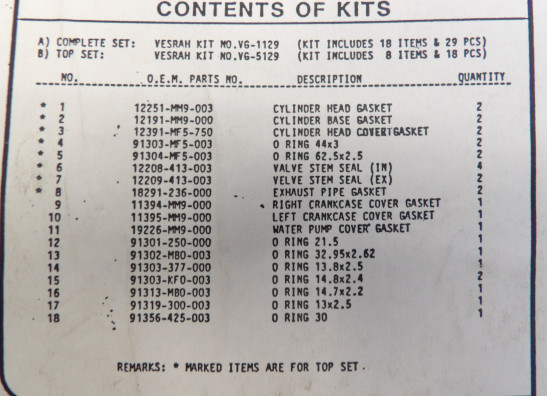 CONTENTS OF KITS
A) COMPLETE SET: VESRAH KIT NO.VG-1129 (KIT INCLUDES 18 ITEMS & 29 PCS)
B) TOP SET: VESRAH KIT NO.VG-5129 (KIT INCLUDES 8 ITEMS & 18 PCS)
NO. O.E.M. PARTS NO. DESCRIPTION QUANTITY
* 1 12251-MM9-003 CYLINDER HEAD GASKET 2
* 2 12191-MM9-000 CYLINDER BASE GASKET 2
* 3 12391-MF5-750 CYLINDER HEAD COVERTGASKET 2
* 4 91303-MF5-003 O RING 44x3 2
* 5 91304-MF5-003 O RING 62.5x2.5 2
* 6 12208-413-003 VALVE STEM SEAL (IN) 4
* 7 12209-413-003 VELVE STEM SEAL (EX) 2
* 8 18291-236-000 EXHAUST PIPE GASKET 2
9 11394-MM9-000 RIGHT CRANKCASE COVER GASKET 1
10 11395-MM9-000 LEFT CRANKCASE COVER GASKET 1
11 19226-MM9-000 WATER PUMP COVER GASKET 1
12 91301-250-000 O RING 21.5 1
13 91302-MB0-003 O RING 32.95x2.62 1
14 91303-377-000 O RING 13.8x2.5 1
15 91303-KF0-003 O RING 14.8x2.4 2
16 91313-MB0-003 O RING 14.7x2.2 1
17 91319-300-003 O RING 13x2.5 1
18 91356-425-003 O RING 30 1
REMARKS: * MARKED ITEMS ARE FOR TOP SET.